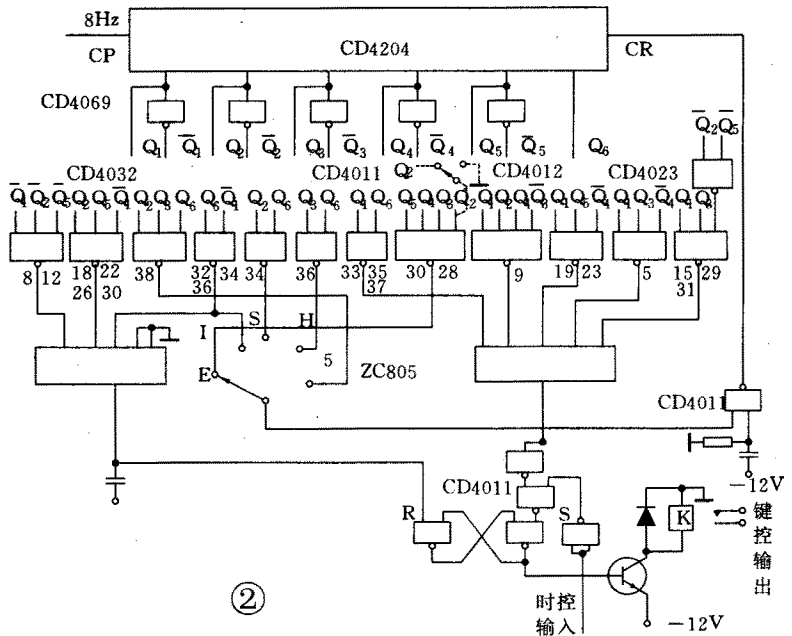 8Hz
CP
CD4204
CR
CD4069
Q1 Q̅1 Q2 Q̅2 Q3 Q̅3 Q4 Q̅4 Q5 Q̅5 Q6
Q̅2 Q̅5
CD4032 CD4011 Q2 CD4012 CD4023
8 12
18 22
26 30
38
32 34
36
34
36
33 35
37
30 28
9
19 23
5
15 29
31
I S H
5
E
ZC805
CD4011
-12V
CD4011
R
S
K
键控输出
时控
输入
-12V
②